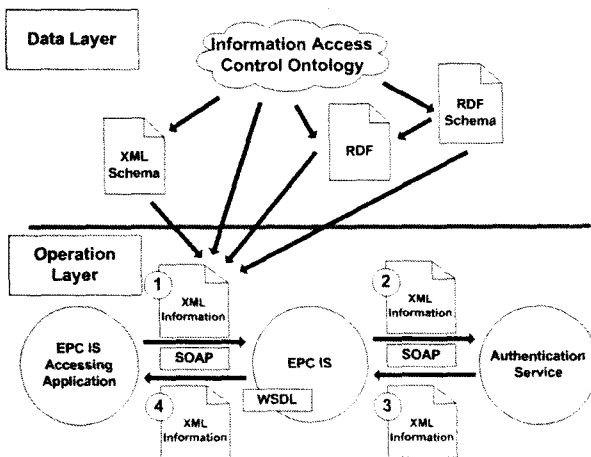 Data Layer
Information Access
Control Ontology
XML
Schema
RDF
RDF
Schema
Operation
Layer
1
XML
Information
2
XML
Information
EPC IS
Accessing
Application
SOAP
EPC IS
SOAP
Authentication
Service
WSDL
4
XML
Information
3
XML
Information